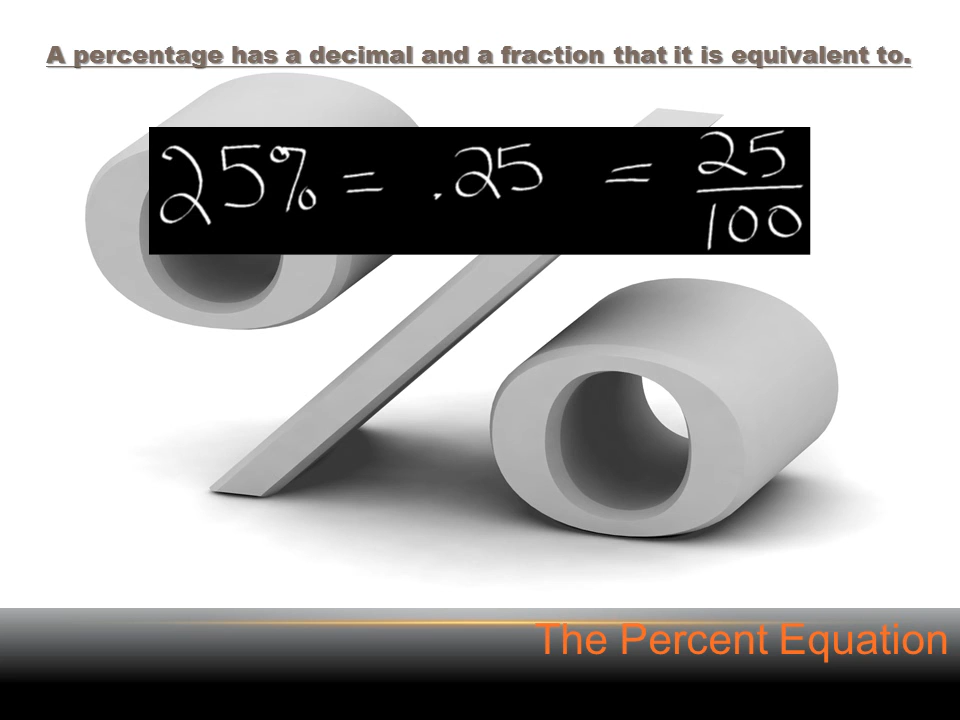 A percentage has a decimal and a fraction that it is equivalent to.
25% = .25 = 25/100
The Percent Equation